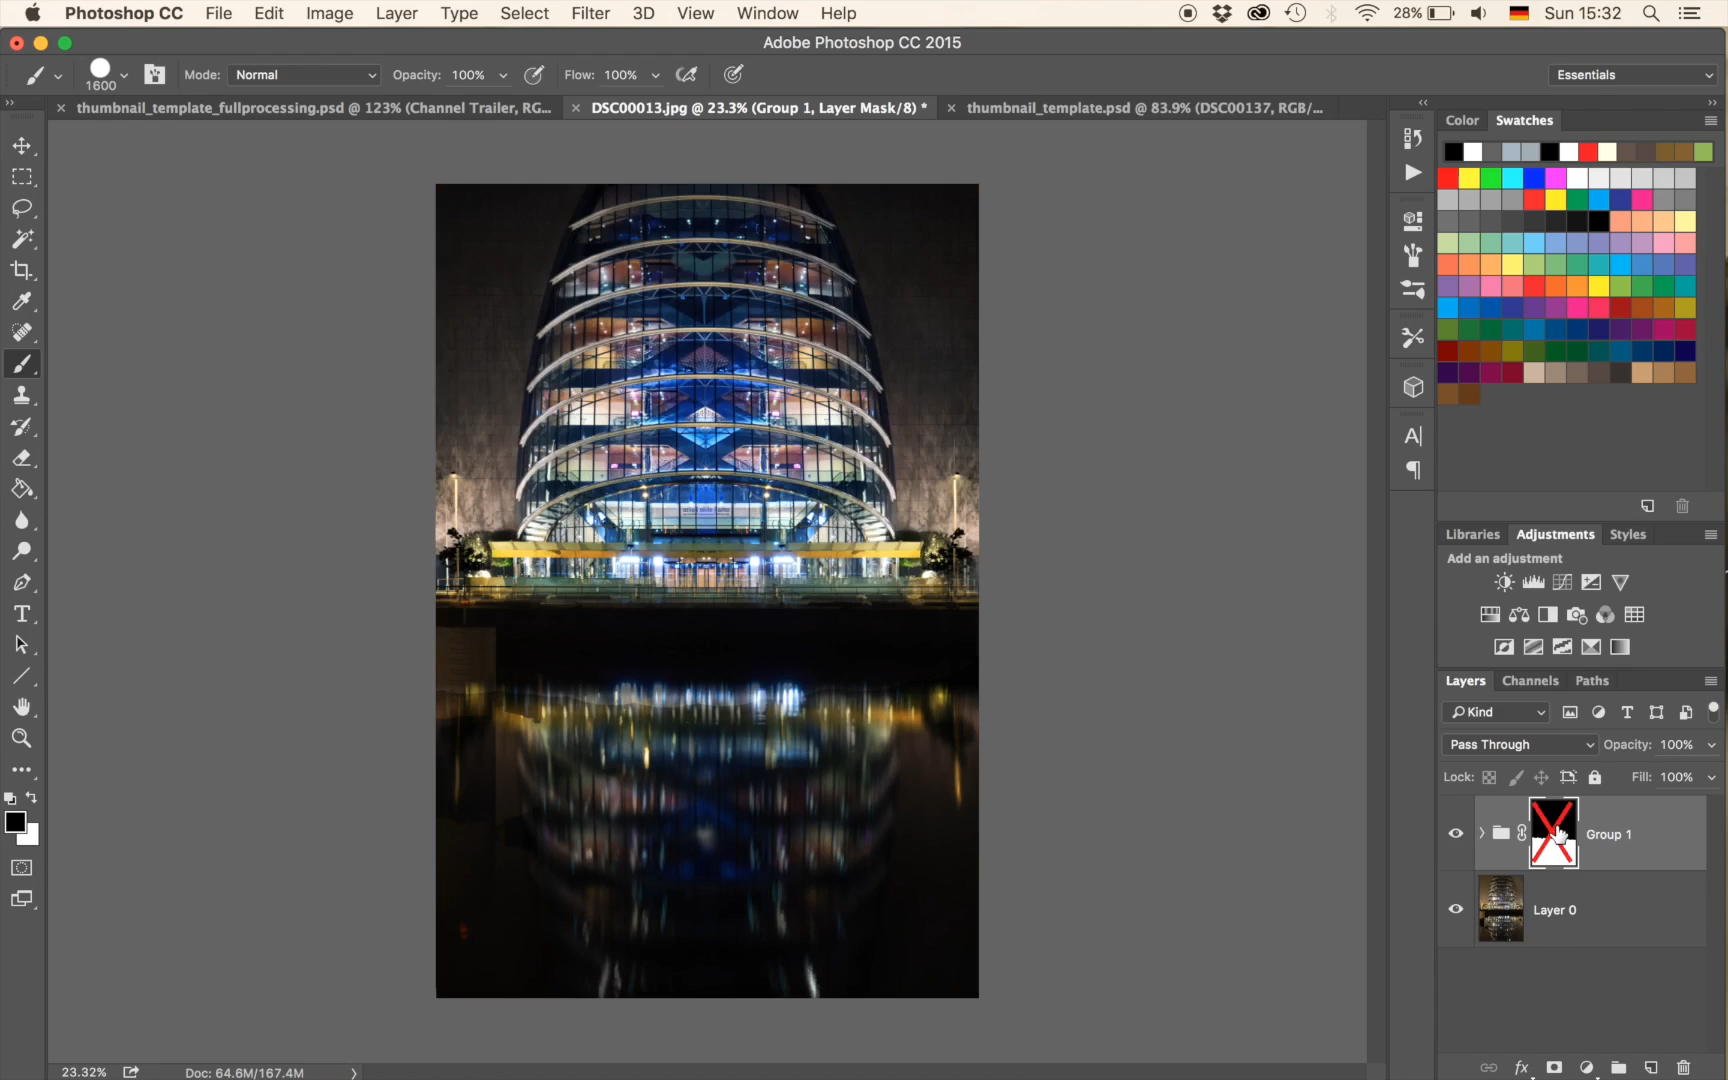 Photoshop CC File Edit Image Layer Type Select Filter 3D View Window Help 28% Sun 15:32
Adobe Photoshop CC 2015
1600 Mode: Normal Opacity: 100% Flow: 100% Essentials
thumbnail_template_fullprocessing.psd @ 123% (Channel Trailer, RG... DSC00013.jpg @ 23.3% (Group 1, Layer Mask/8) * thumbnail_template.psd @ 83.9% (DSC00137, RGB/...
Color Swatches
Libraries Adjustments Styles
Add an adjustment
Layers Channels Paths
Kind
Pass Through Opacity: 100%
Lock: Fill: 100%
Group 1
Layer 0
23.32% Doc: 64.6M/167.4M